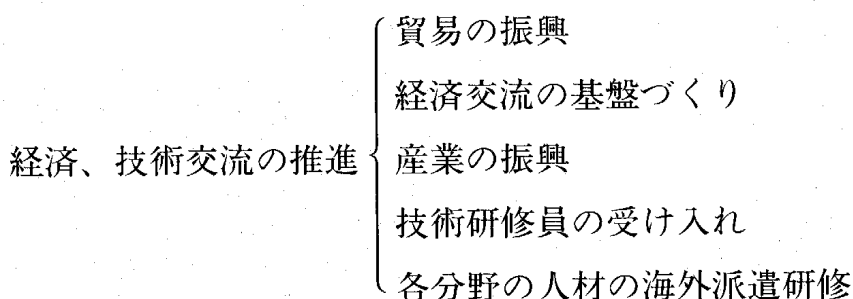 貿易の振興
経済交流の基盤づくり
経済、技術交流の推進
産業の振興
技術研修員の受け入れ
各分野の人材の海外派遣研修